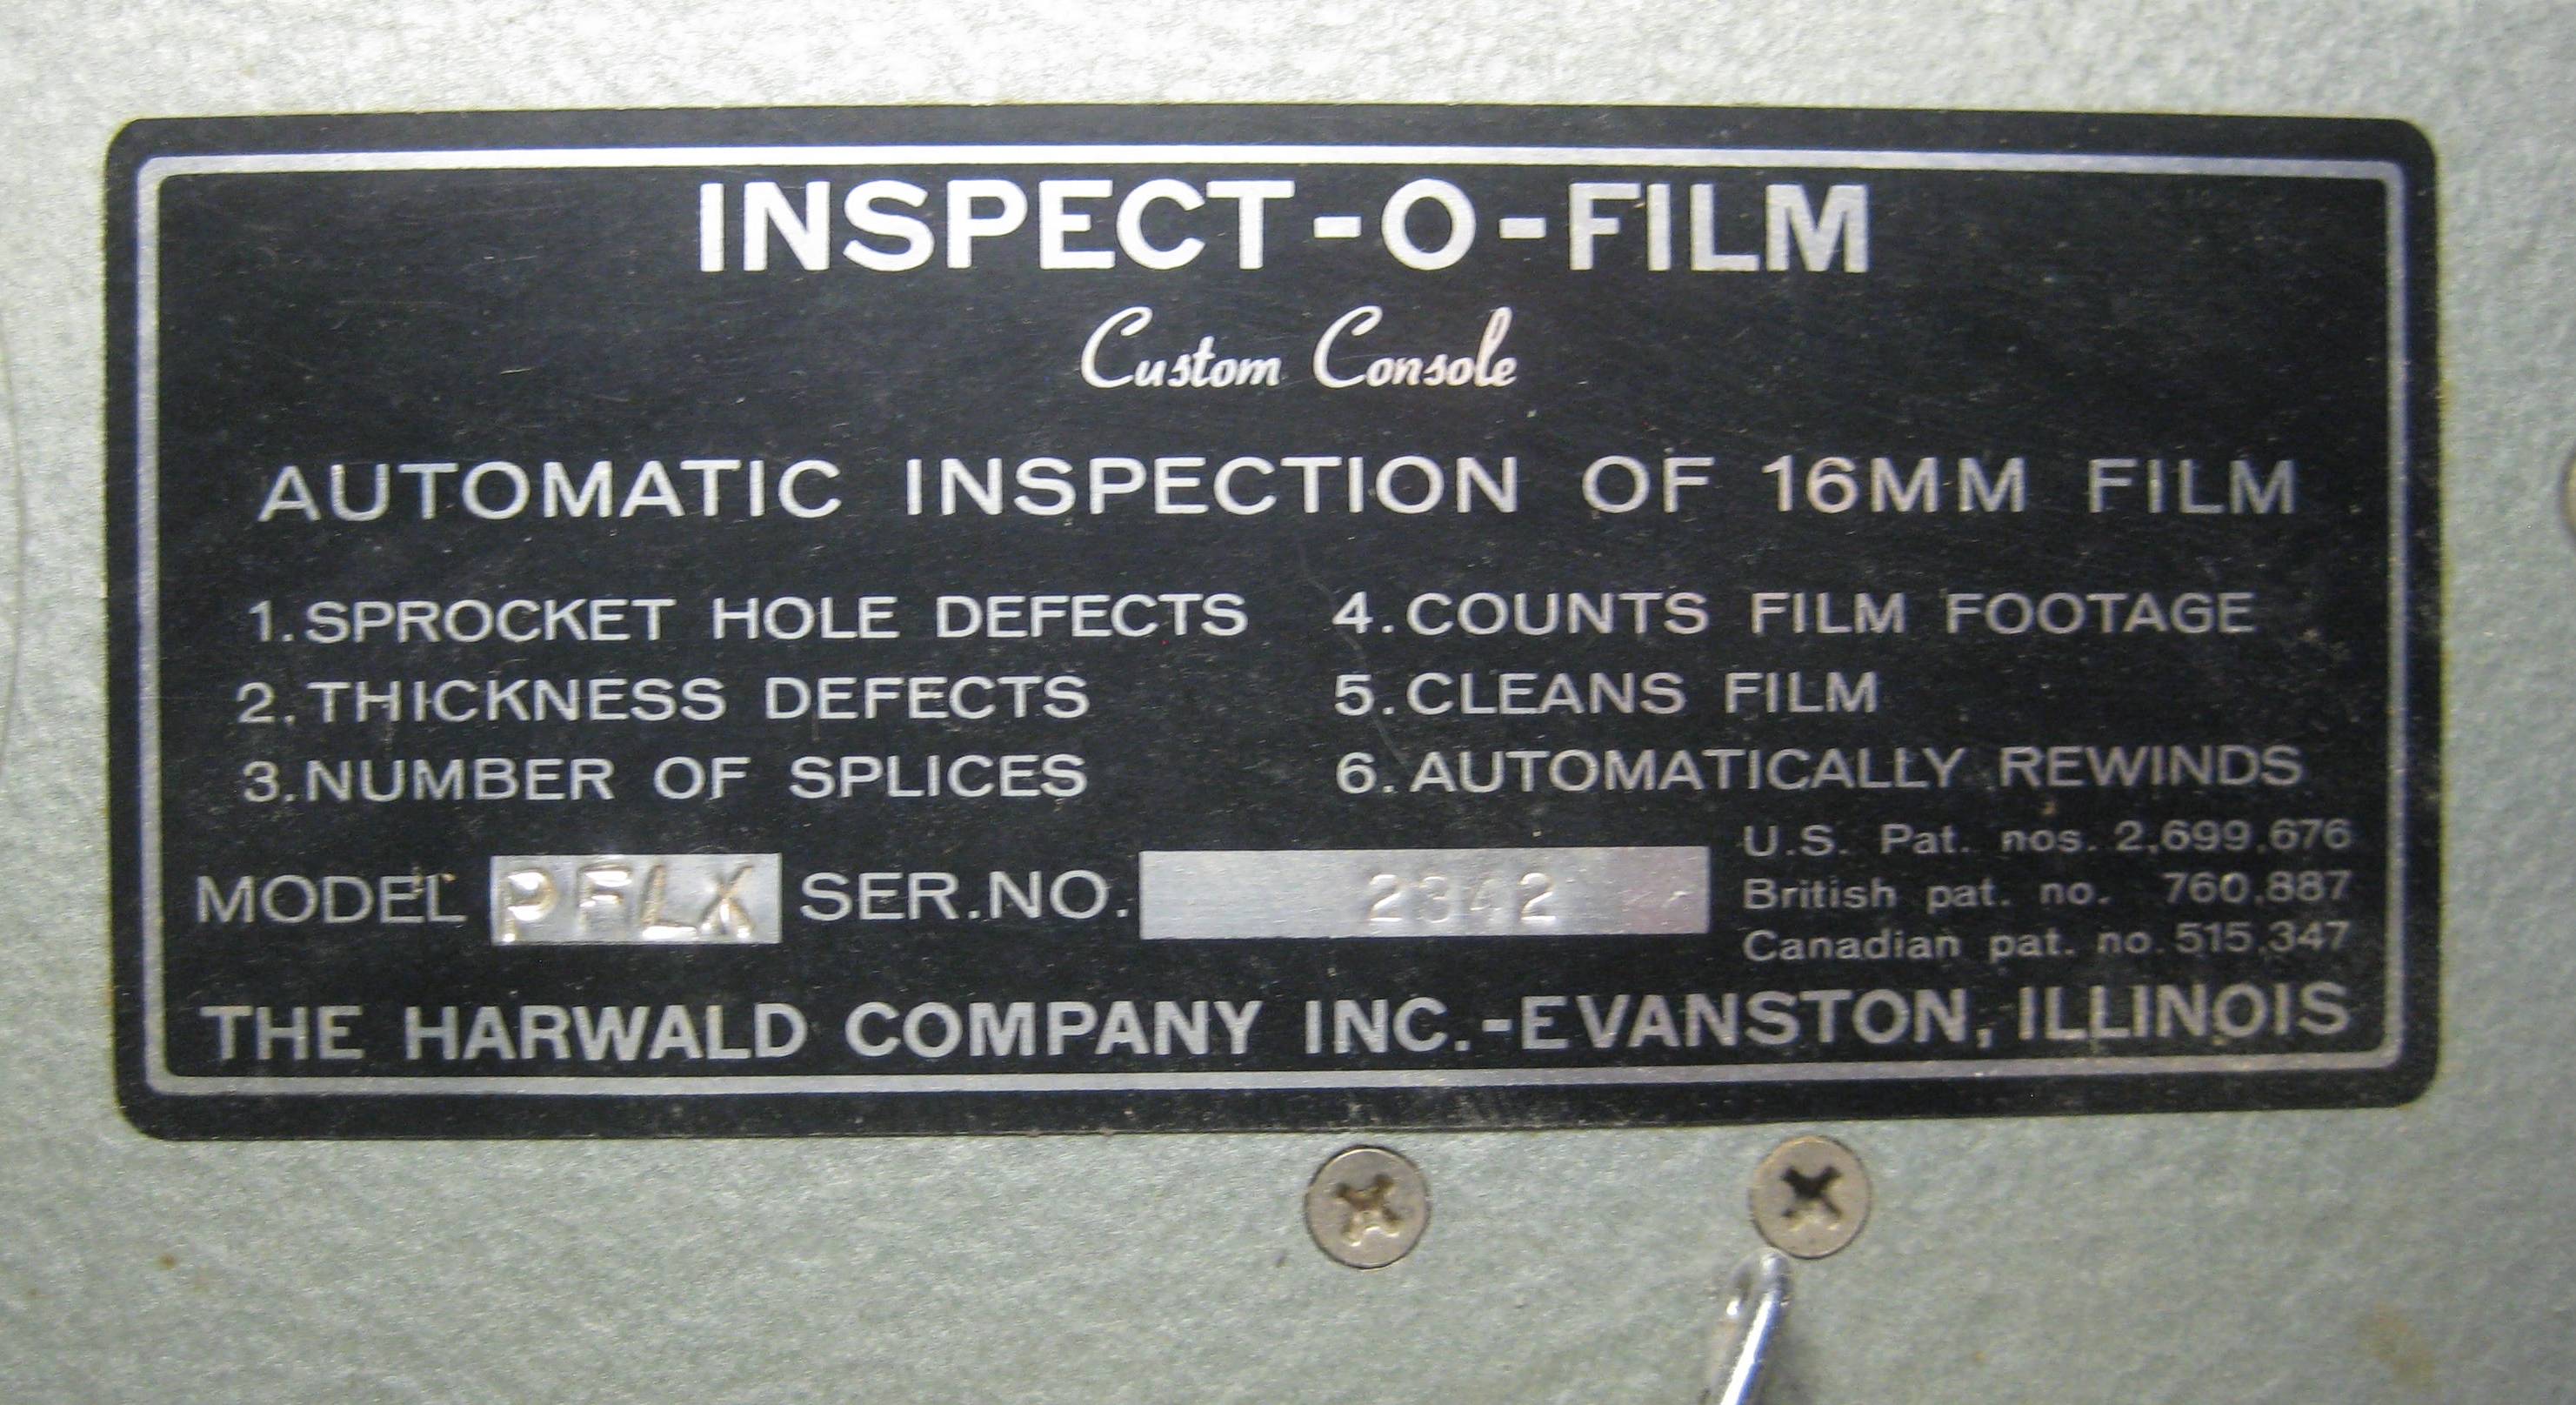 INSPECT-O-FILM
Custom Console
AUTOMATIC INSPECTION OF 16MM FILM
1. SPROCKET HOLE DEFECTS
2. THICKNESS DEFECTS
3. NUMBER OF SPLICES
4. COUNTS FILM FOOTAGE
5. CLEANS FILM
6. AUTOMATICALLY REWINDS
MODEL PFLX SER.NO. 2342
U.S. Pat. nos. 2,699,676
British pat. no. 760,887
Canadian pat. no. 515,347
THE HARWALD COMPANY INC.-EVANSTON, ILLINOIS